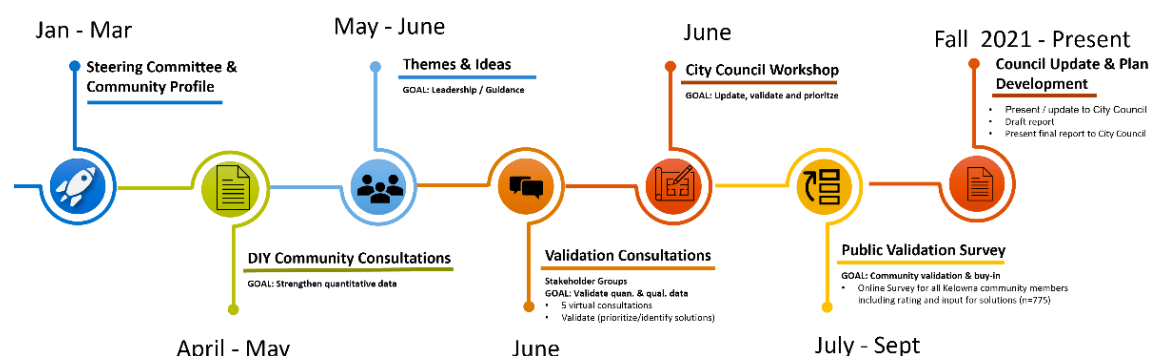 Jan - Mar
Steering Committee &
Community Profile
DIY Community Consultations
GOAL: Strengthen quantitative data
April - May
May - June
Themes & Ideas
GOAL: Leadership / Guidance
Validation Consultations
Stakeholder Groups
GOAL: Validate quan. & qual. data
• 5 virtual consultations
• Validate (prioritize/identify solutions)
June
June
City Council Workshop
GOAL: Update, validate and prioritze
Public Validation Survey
GOAL: Community validation & buy-in
• Online Survey for all Kelowna community members
including rating and input for solutions (n=775)
July - Sept
Fall 2021 - Present
Council Update & Plan
Development
• Present / update to City Council
• Draft report
• Present final report to City Council